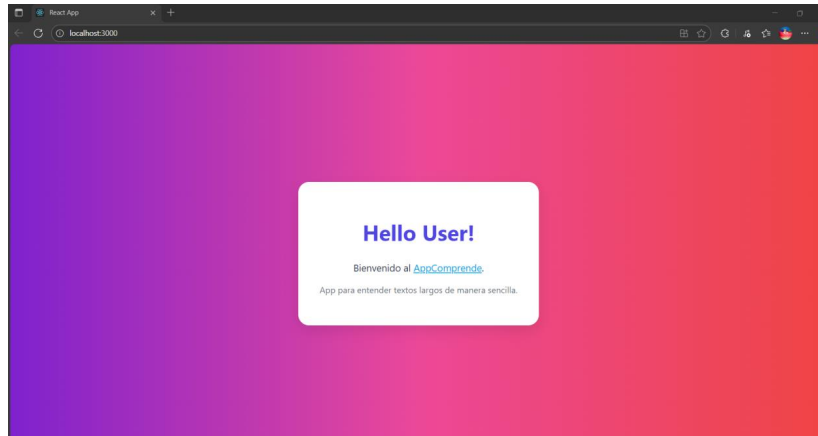 React App
localhost:3000
Hello User!
Bienvenido al AppComprende.
App para entender textos largos de manera sencilla.